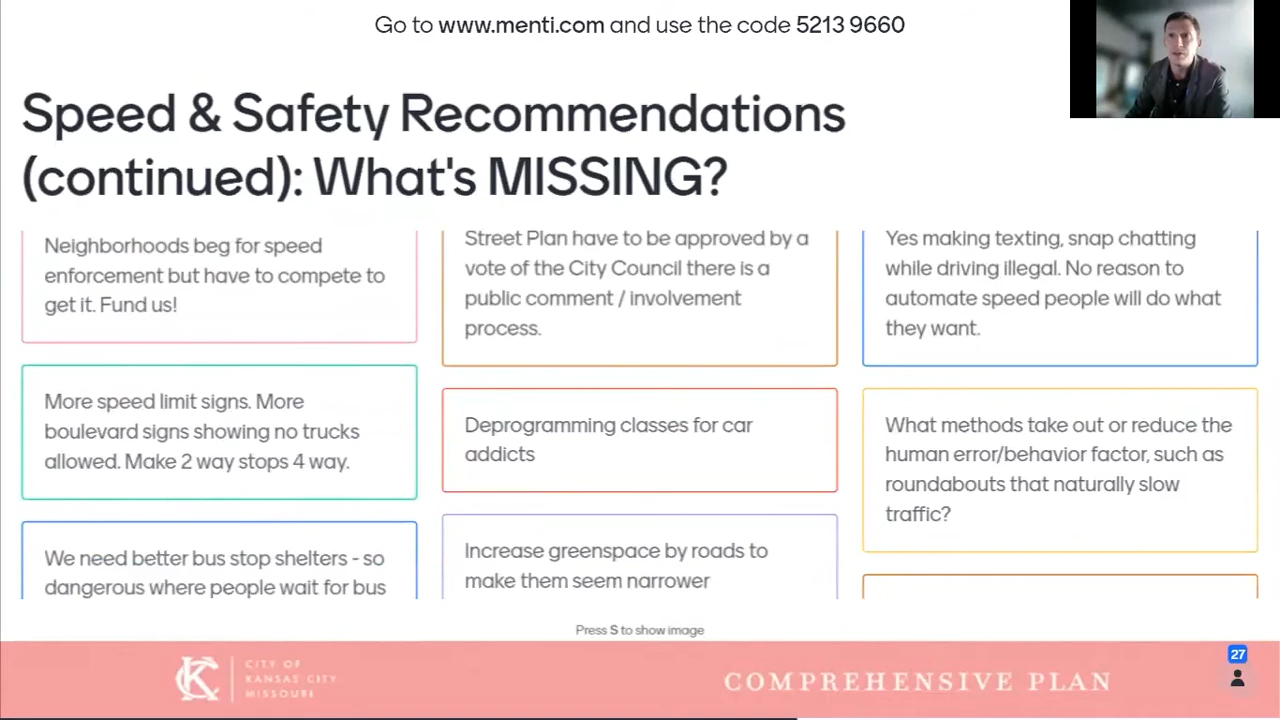 Go to www.menti.com and use the code 5213 9660
Speed & Safety Recommendations
(continued): What's MISSING?
Neighborhoods beg for speed
enforcement but have to compete to
get it. Fund us!
More speed limit signs. More
boulevard signs showing no trucks
allowed. Make 2 way stops 4 way.
We need better bus stop shelters - so
dangerous where people wait for bus
Street Plan have to be approved by a
vote of the City Council there is a
public comment / involvement
process.
Deprogramming classes for car
addicts
Increase greenspace by roads to
make them seem narrower
Yes making texting, snap chatting
while driving illegal. No reason to
automate speed people will do what
they want.
What methods take out or reduce the
human error/behavior factor, such as
roundabouts that naturally slow
traffic?
Press S to show image
KC
CITY OF
KANSAS CITY
MISSOURI
COMPREHENSIVE PLAN
27